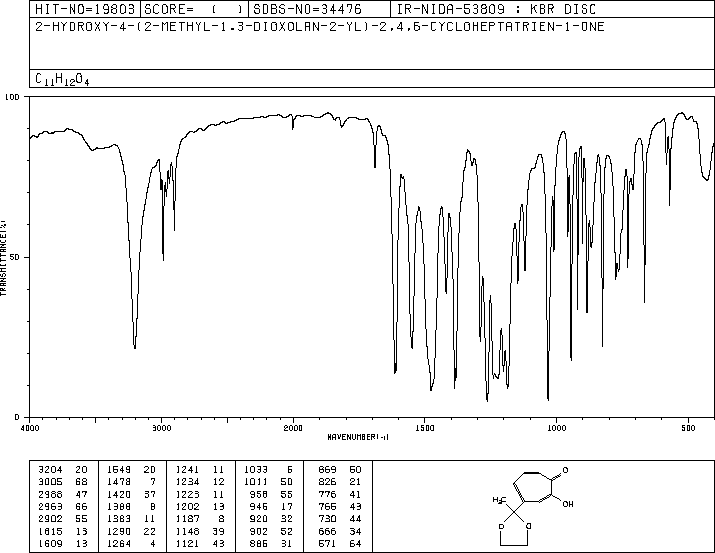 HIT-NO=19803 SCORE= ( ) SDBS-NO=34476 IR-NIDA-53809 : KBR DISC
2-HYDROXY-4-(2-METHYL-1,3-DIOXOLAN-2-YL)-2,4,6-CYCLOHEPTATRIEN-1-ONE
C11H12O4
100
50
0
TRANSMITTANCE(%)
4000 3000 2000 1500 1000 500
WAVENUMBER(-1)
3204 20 1549 20 1241 11 1033 6 869 50
3005 68 1478 7 1234 12 1011 50 826 21
2988 47 1420 37 1223 11 958 55 776 41
2963 66 1388 8 1202 13 946 17 765 43
2902 55 1383 11 1187 8 920 32 730 44
1615 13 1290 22 1148 39 902 52 666 34
1609 13 1264 4 1121 43 886 31 571 64
O
H3C
OH
O O